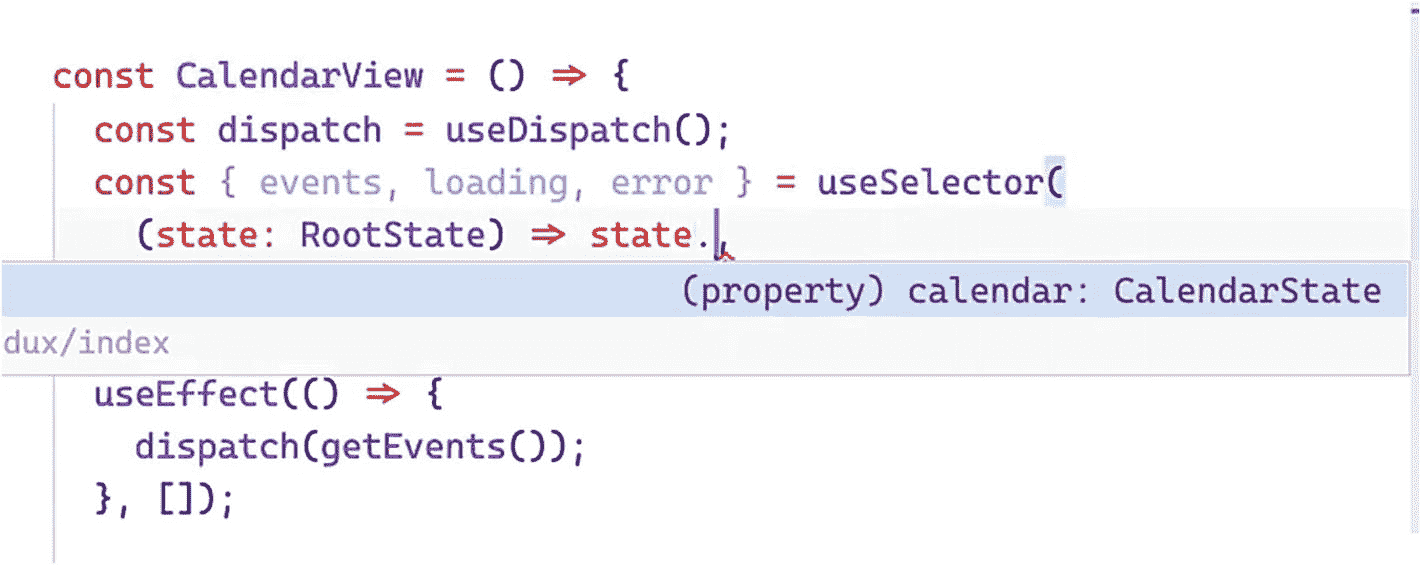 const CalendarView = () => {
const dispatch = useDispatch();
const { events, loading, error } = useSelector(
(state: RootState) => state.,
(property) calendar: CalendarState
dux/index
useEffect(() => {
dispatch(getEvents());
}, []);